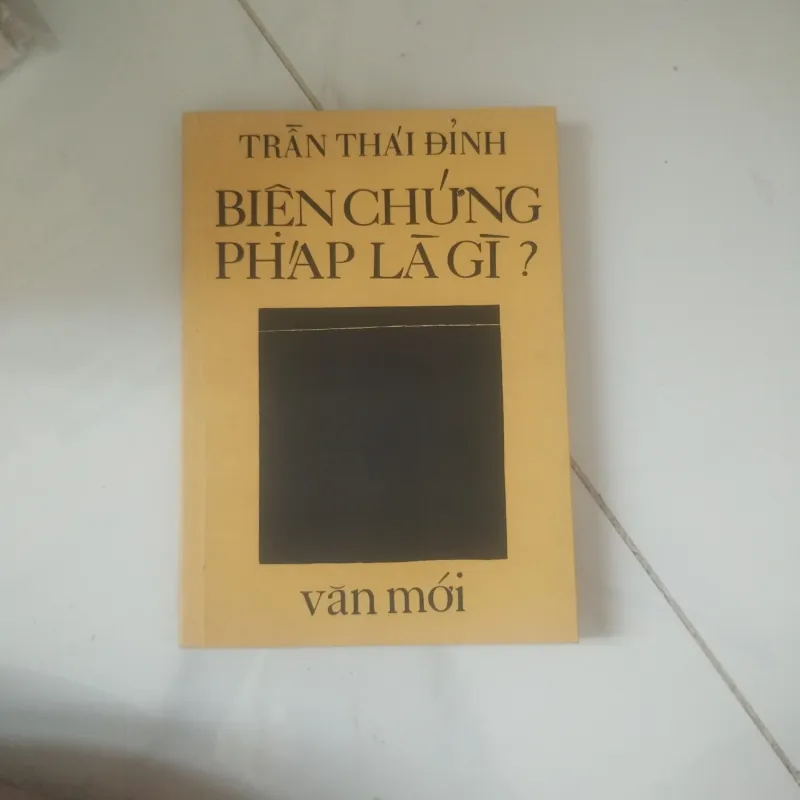 TRẦN THÁI ĐỈNH
BIỆN CHỨNG
PHÁP LÀ GÌ ?
văn mới